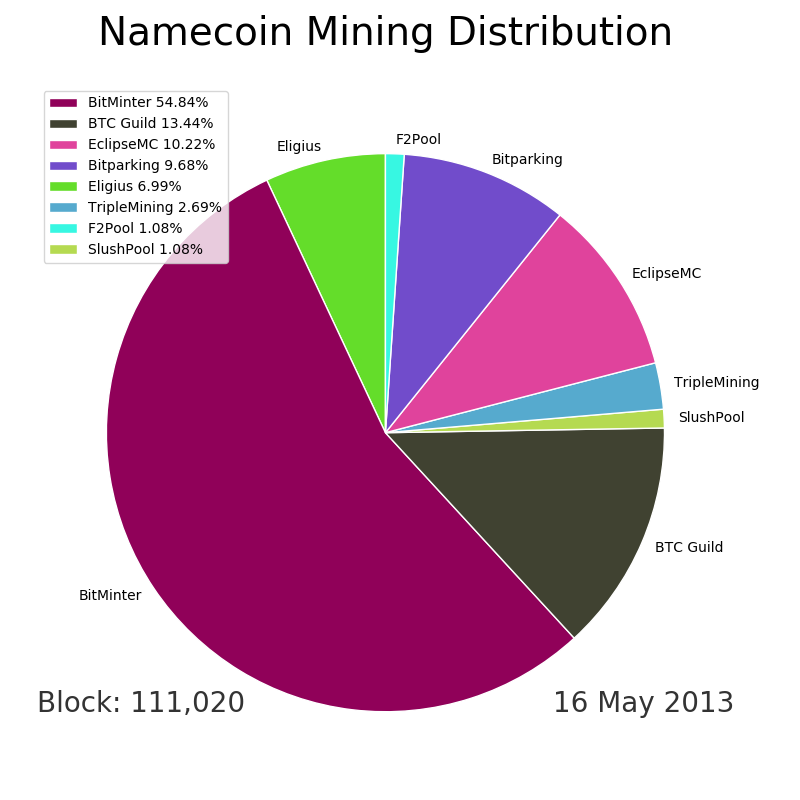 Namecoin Mining Distribution
BitMinter 54.84%
BTC Guild 13.44%
EclipseMC 10.22%
Bitparking 9.68%
Eligius 6.99%
TripleMining 2.69%
F2Pool 1.08%
SlushPool 1.08%
F2Pool
Eligius
Bitparking
EclipseMC
TripleMining
SlushPool
BTC Guild
BitMinter
Block: 111,020
16 May 2013